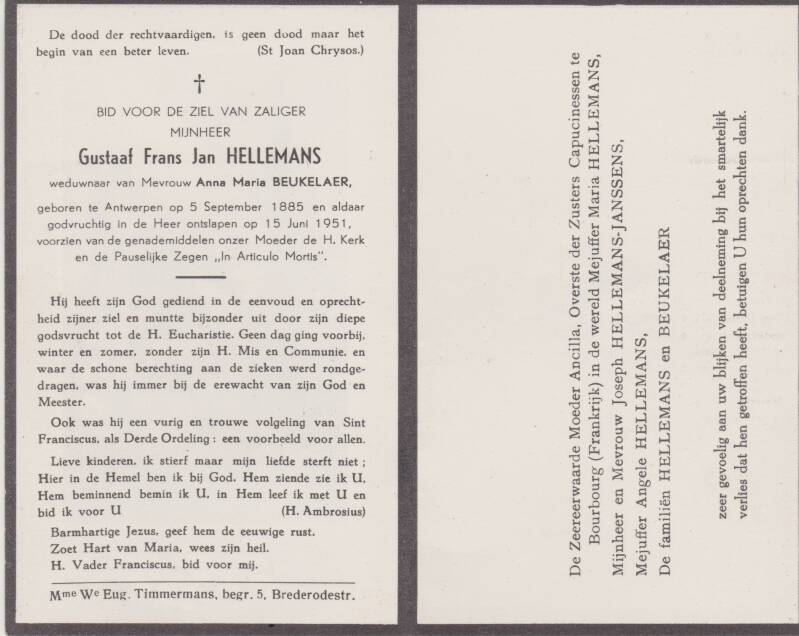 De dood der rechtvaardigen, is geen dood maar het
begin van een beter leven. (St Joan Chrysos.)
†
BID VOOR DE ZIEL VAN ZALIGER
MIJNHEER
Gustaaf Frans Jan HELLEMANS
weduwnaar van Mevrouw Anna Maria BEUKELAER,
geboren te Antwerpen op 5 September 1885 en aldaar
godvruchtig in de Heer ontslapen op 15 Juni 1951,
voorzien van de genademiddelen onzer Moeder de H. Kerk
en de Pauselijke Zegen „In Articulo Mortis".
Hij heeft zijn God gediend in de eenvoud en oprecht-
heid zijner ziel en muntte bijzonder uit door zijn diepe
godsvrucht tot de H. Eucharistie. Geen dag ging voorbij,
winter en zomer, zonder zijn H. Mis en Communie, en
waar de schone berechting aan de zieken werd rondge-
dragen, was hij immer bij de erewacht van zijn God en
Meester.
Ook was hij een vurig en trouwe volgeling van Sint
Franciscus, als Derde Ordeling : een voorbeeld voor allen.
Lieve kinderen, ik stierf maar mijn liefde sterft niet ;
Hier in de Hemel ben ik bij God. Hem ziende zie ik U,
Hem beminnend bemin ik U, in Hem leef ik met U en
bid ik voor U (H. Ambrosius)
Barmhartige Jezus, geef hem de eeuwige rust.
Zoet Hart van Maria, wees zijn heil.
H. Vader Franciscus, bid voor mij.
Mme We Eug. Timmermans, begr. 5, Brederodestr.
De Zeereerwaarde Moeder Ancilla, Overste der Zusters Capucinessen te
Bourbourg (Frankrijk) in de wereld Mejuffer Maria HELLEMANS,
Mijnheer en Mevrouw Joseph HELLEMANS-JANSSENS,
Mejuffer Angele HELLEMANS,
De familiën HELLEMANS en BEUKELAER
zeer gevoelig aan uw blijken van deelneming bij het smartelijk
verlies dat hen getroffen heeft, betuigen U hun oprechten dank.